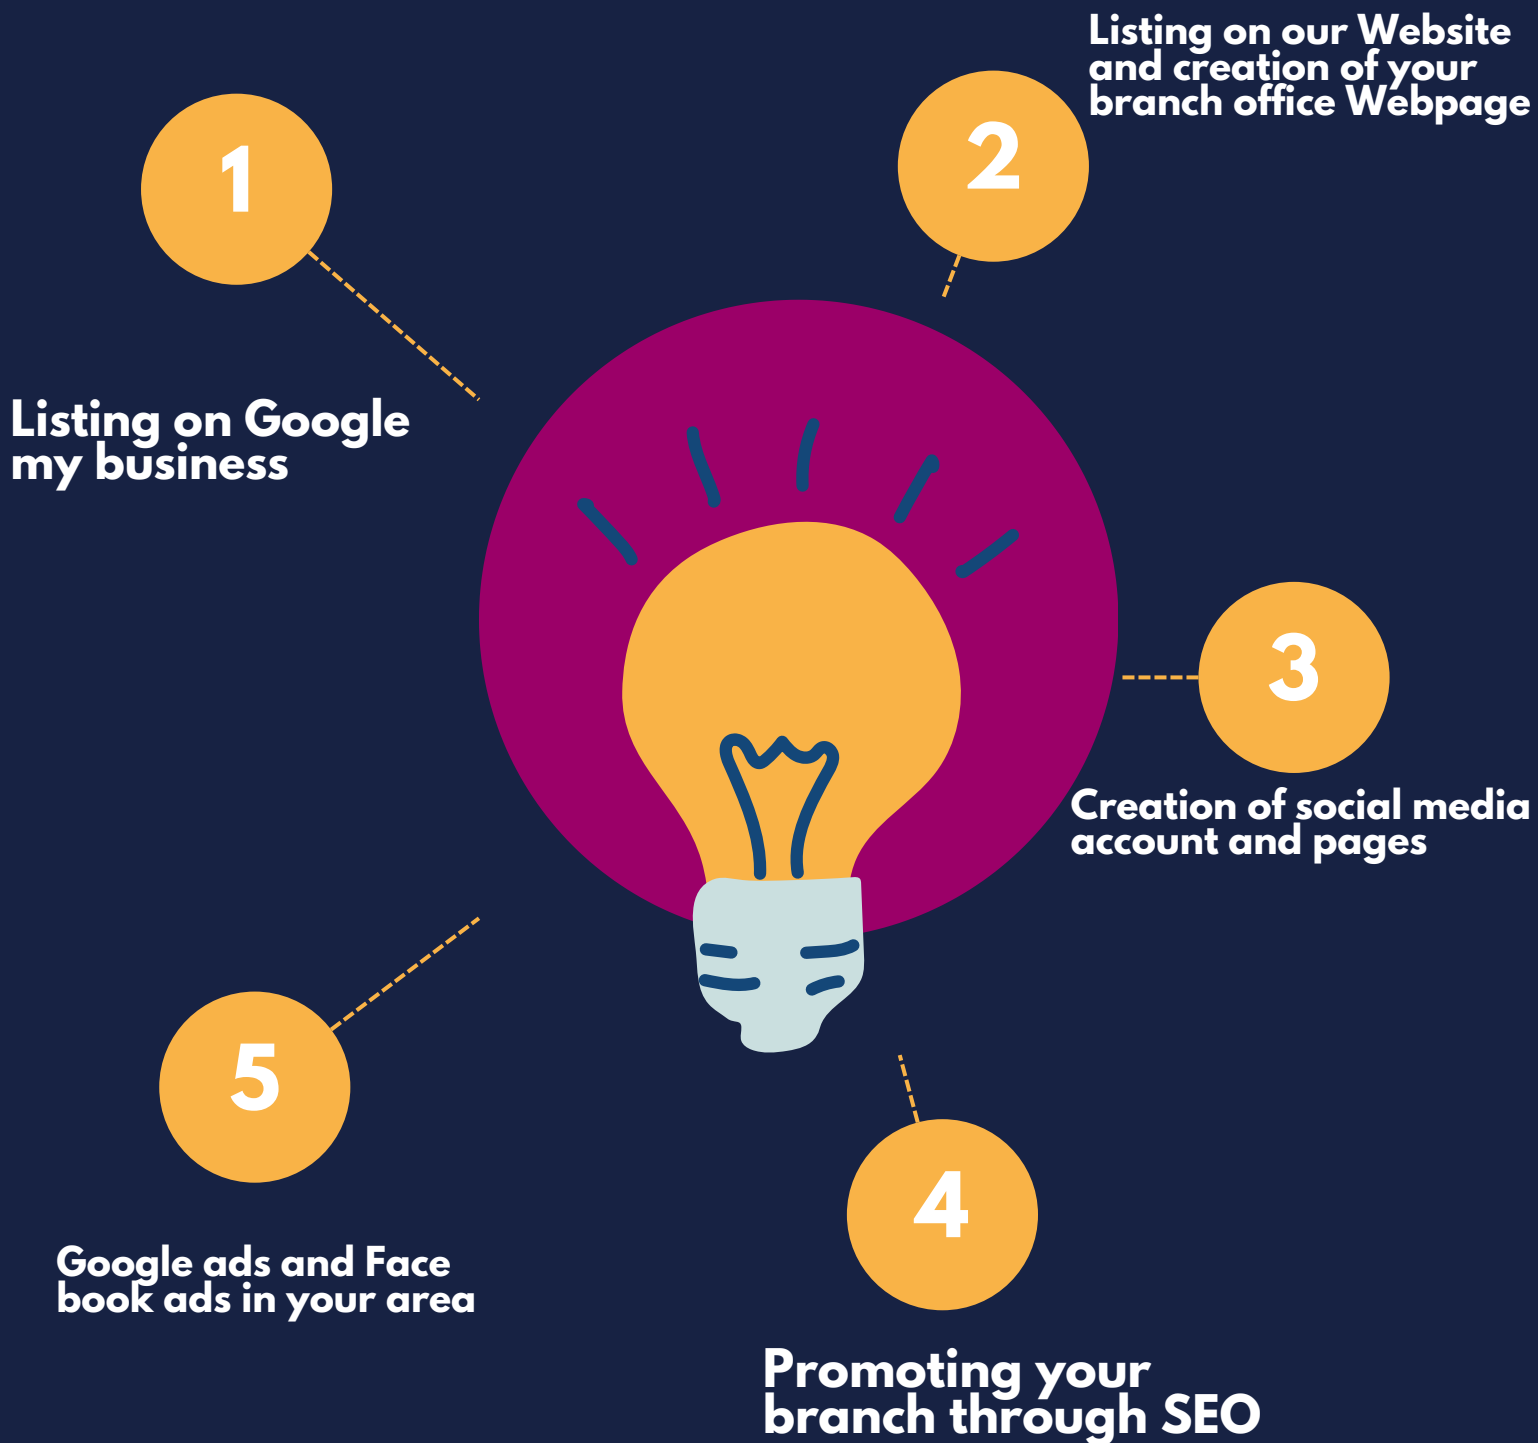 1
Listing on Google
my business
2
Listing on our Website
and creation of your
branch office Webpage
3
Creation of social media
account and pages
4
Promoting your
branch through SEO
5
Google ads and Face
book ads in your area